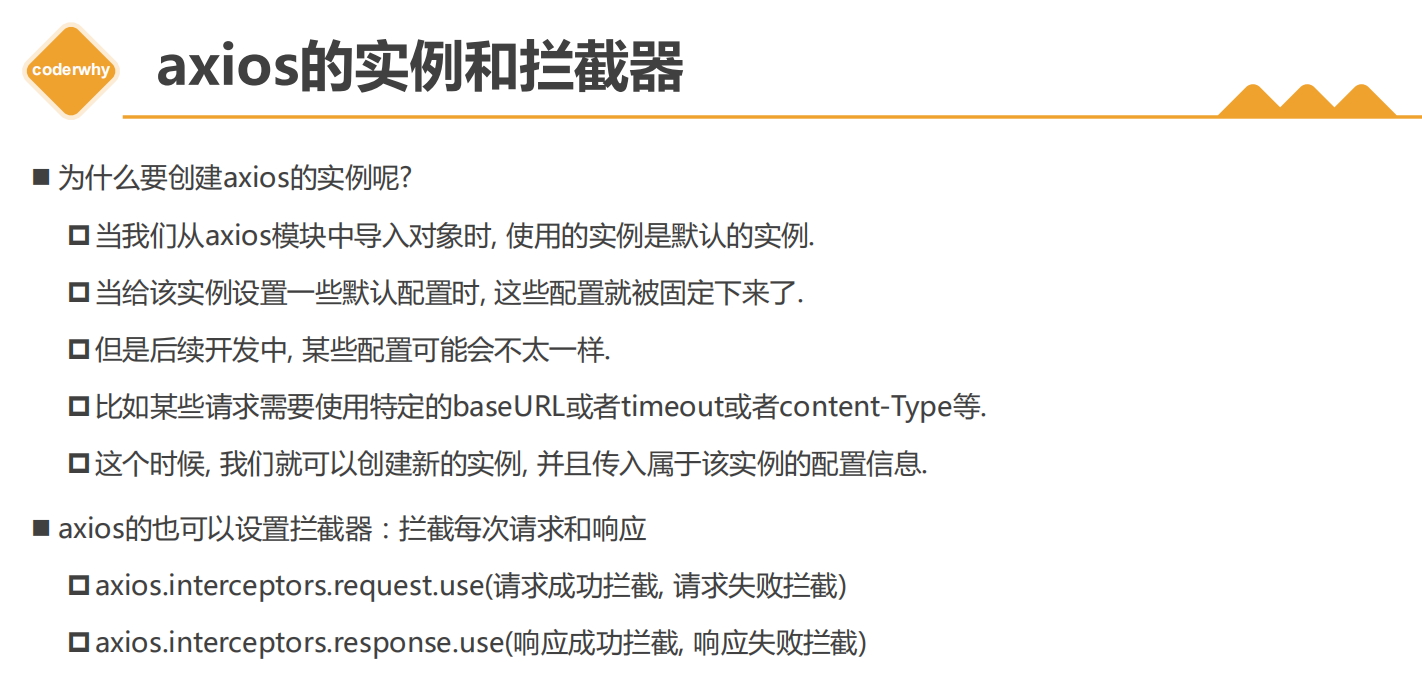 coderwhy
axios的实例和拦截器
为什么要创建axios的实例呢?
当我们从axios模块中导入对象时, 使用的实例是默认的实例.
当给该实例设置一些默认配置时, 这些配置就被固定下来了.
但是后续开发中, 某些配置可能会不太一样.
比如某些请求需要使用特定的baseURL或者timeout或者content-Type等.
这个时候, 我们就可以创建新的实例, 并且传入属于该实例的配置信息.
axios的也可以设置拦截器：拦截每次请求和响应
axios.interceptors.request.use(请求成功拦截, 请求失败拦截)
axios.interceptors.response.use(响应成功拦截, 响应失败拦截)